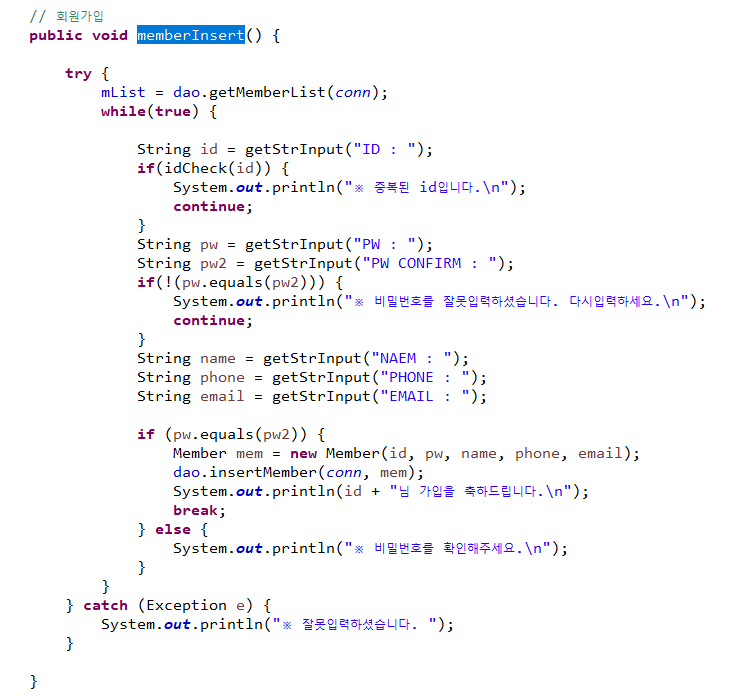 // 회원가입
public void memberInsert() {
try {
mList = dao.getMemberList(conn);
while(true) {
String id = getStrInput("ID : ");
if(idCheck(id)) {
System.out.println("※ 중복된 id입니다.\n");
continue;
}
String pw = getStrInput("PW : ");
String pw2 = getStrInput("PW CONFIRM : ");
if(!(pw.equals(pw2))) {
System.out.println("※ 비밀번호를 잘못입력하셨습니다. 다시입력하세요.\n");
continue;
}
String name = getStrInput("NAEM : ");
String phone = getStrInput("PHONE : ");
String email = getStrInput("EMAIL : ");
if (pw.equals(pw2)) {
Member mem = new Member(id, pw, name, phone, email);
dao.insertMember(conn, mem);
System.out.println(id + "님 가입을 축하드립니다.\n");
break;
} else {
System.out.println("※ 비밀번호를 확인해주세요.\n");
}
}
} catch (Exception e) {
System.out.println("※ 잘못입력하셨습니다. ");
}
}